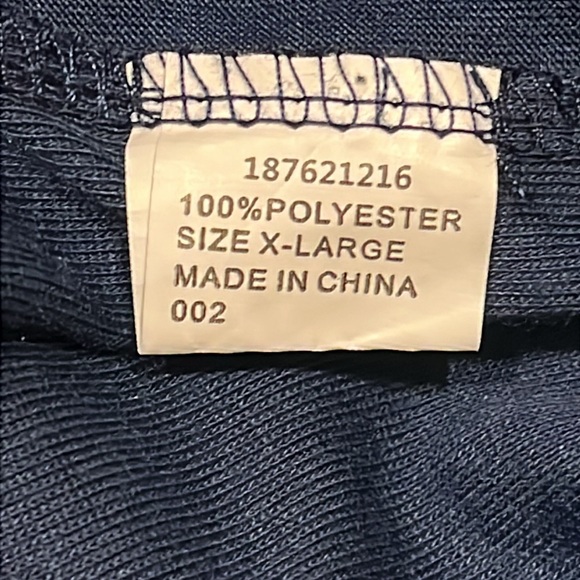 187621216
100%POLYESTER
SIZE X-LARGE
MADE IN CHINA
002